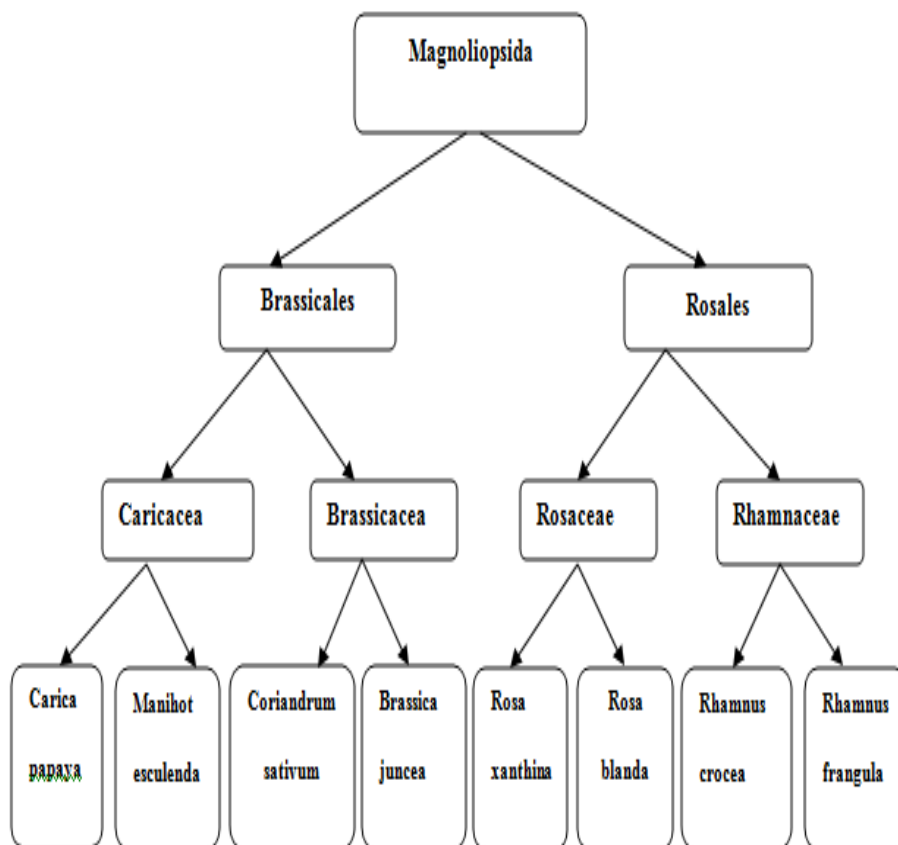 Magnoliopsida
Brassicales
Rosales
Caricacea
Brassicacea
Rosaceae
Rhamnaceae
Carica
papaya
Manihot
esculenda
Coriandrum
sativum
Brassica
juncea
Rosa
xanthina
Rosa
blanda
Rhamnus
crocea
Rhamnus
frangula